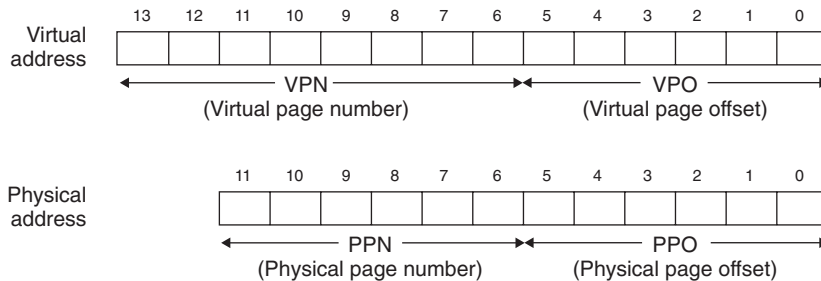 13 12 11 10 9 8 7 6 5 4 3 2 1 0
Virtual
address
VPN VPO
(Virtual page number) (Virtual page offset)
11 10 9 8 7 6 5 4 3 2 1 0
Physical
address
PPN PPO
(Physical page number) (Physical page offset)